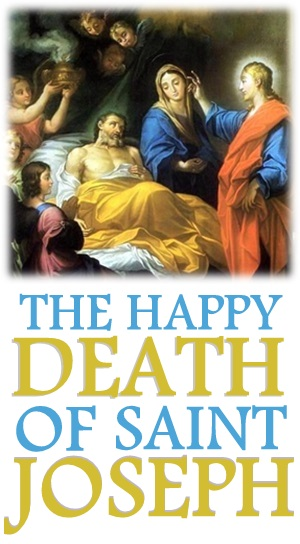 THE HAPPY
DEATH
OF SAINT
JOSEPH